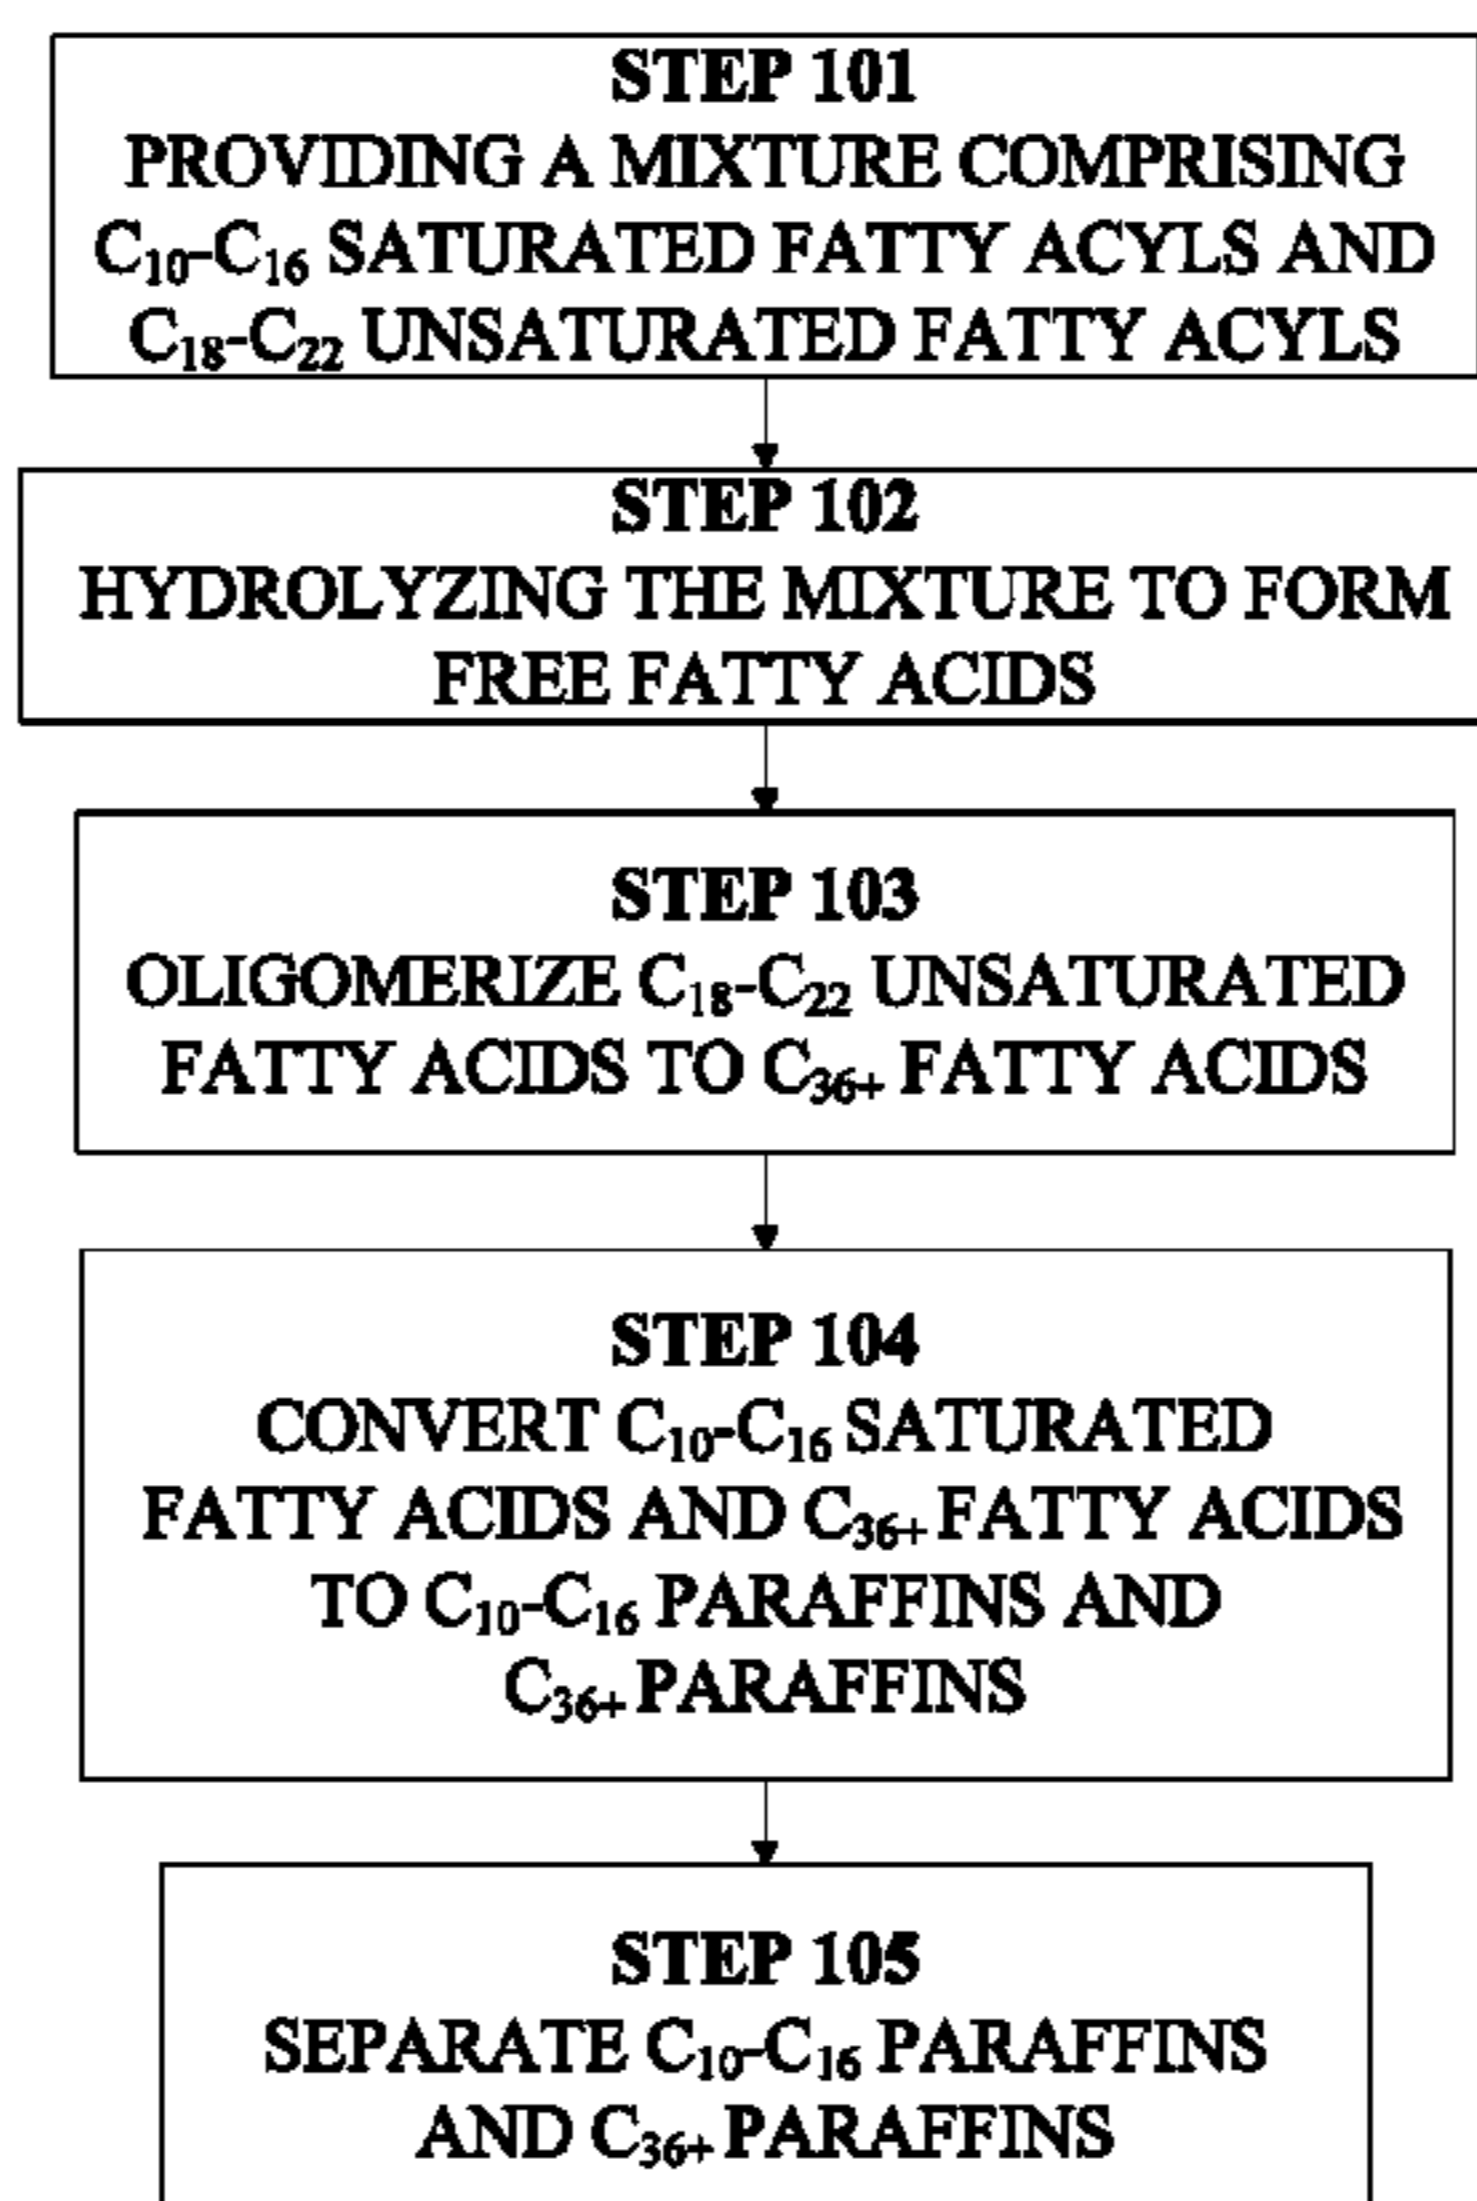 STEP 101
PROVIDING A MIXTURE COMPRISING
C₁₀-C₁₆ SATURATED FATTY ACYLS AND
C₁₈-C₂₂ UNSATURATED FATTY ACYLS
STEP 102
HYDROLYZING THE MIXTURE TO FORM
FREE FATTY ACIDS
STEP 103
OLIGOMERIZE C₁₈-C₂₂ UNSATURATED
FATTY ACIDS TO C₃₆₊ FATTY ACIDS
STEP 104
CONVERT C₁₀-C₁₆ SATURATED
FATTY ACIDS AND C₃₆₊ FATTY ACIDS
TO C₁₀-C₁₆ PARAFFINS AND
C₃₆₊ PARAFFINS
STEP 105
SEPARATE C₁₀-C₁₆ PARAFFINS
AND C₃₆₊ PARAFFINS